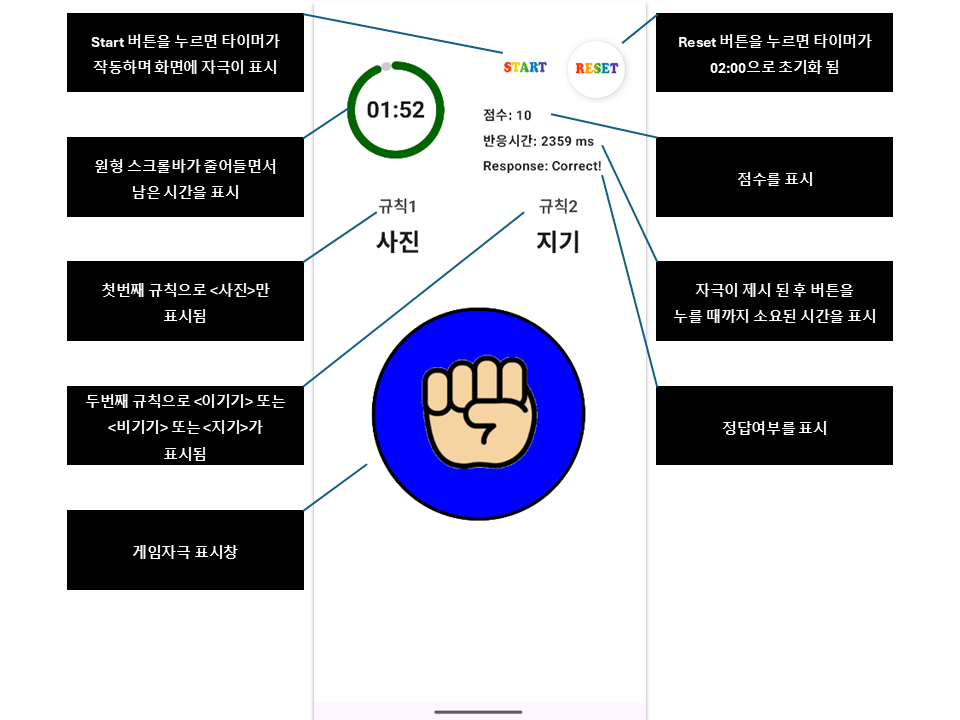 Start 버튼을 누르면 타이머가
작동하며 화면에 자극이 표시
원형 스크롤바가 줄어들면서
남은 시간을 표시
첫번째 규칙으로 <사진>만
표시됨
두번째 규칙으로 <이기기> 또는
<비기기> 또는 <지기>가
표시됨
게임자극 표시창
START
RESET
01:52
점수: 10
반응시간: 2359 ms
Response: Correct!
규칙1
규칙2
사진
지기
Reset 버튼을 누르면 타이머가
02:00으로 초기화 됨
점수를 표시
자극이 제시 된 후 버튼을
누를 때까지 소요된 시간을 표시
정답여부를 표시